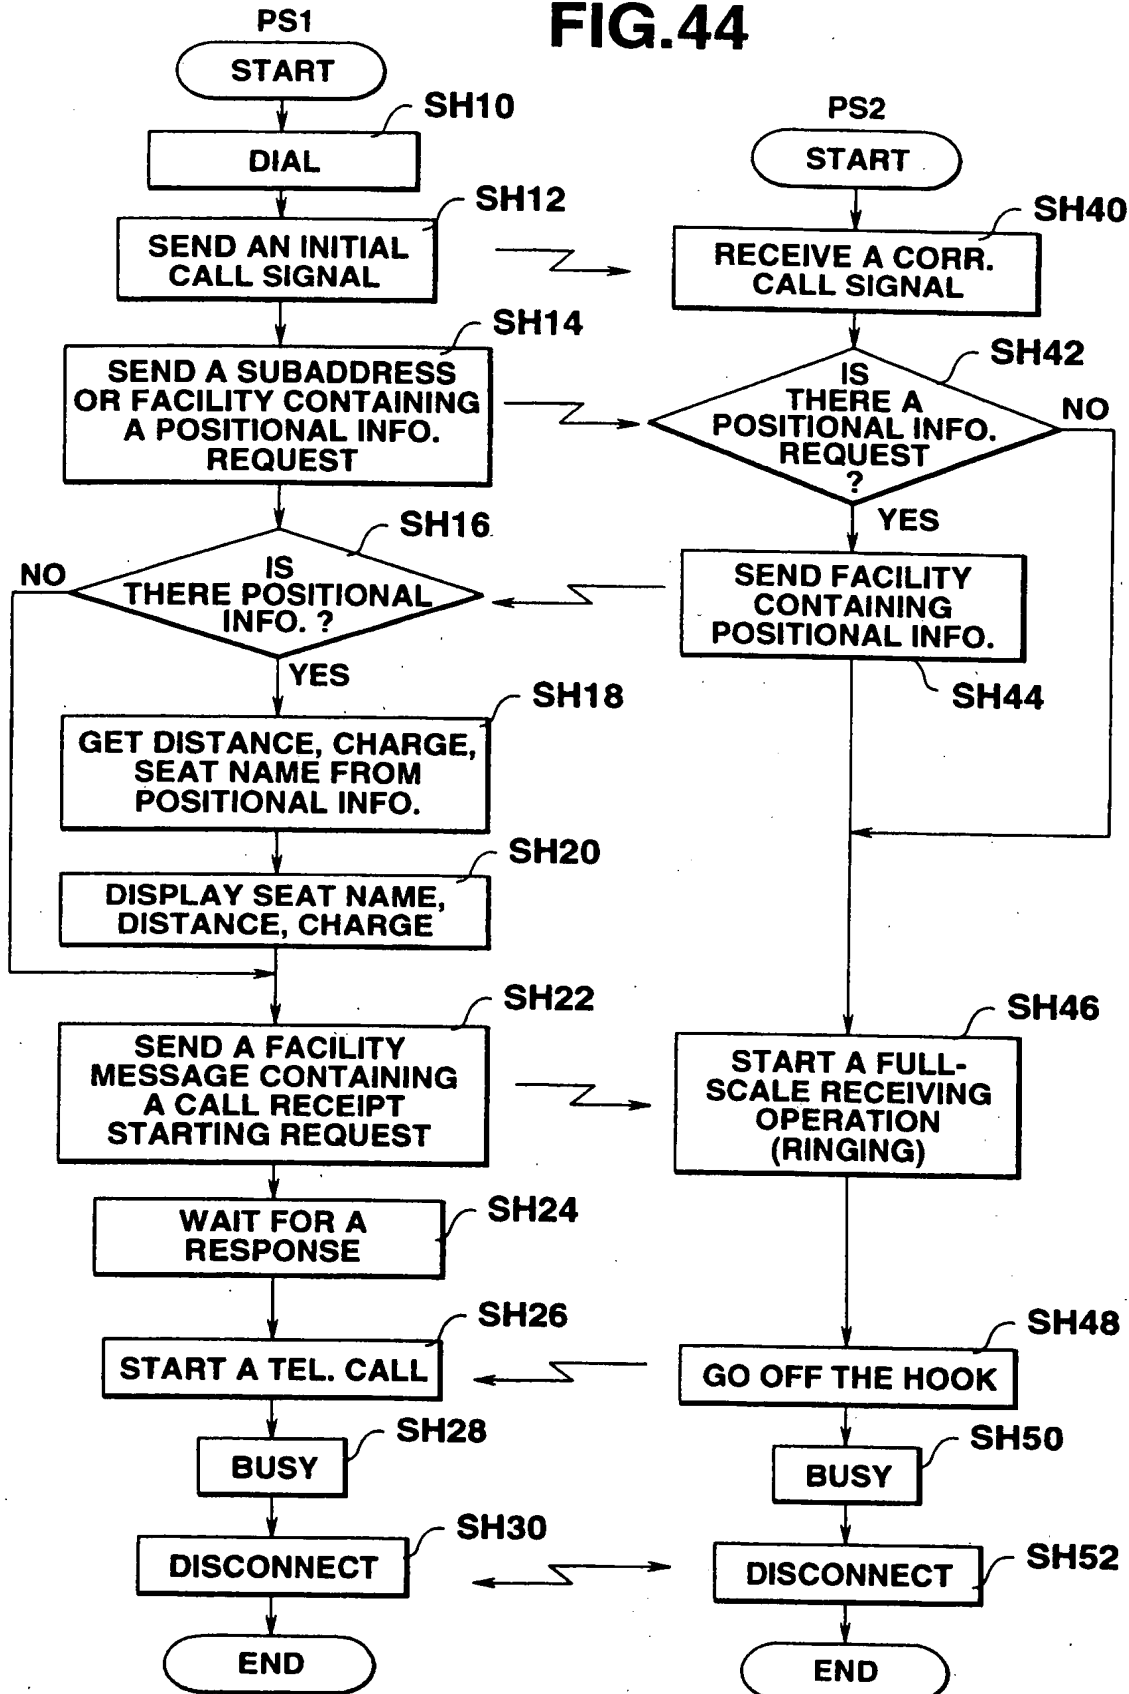 FIG.44
PS1
START
SH10
DIAL
SH12
SEND AN INITIAL
CALL SIGNAL
SH14
SEND A SUBADDRESS
OR FACILITY CONTAINING
A POSITIONAL INFO.
REQUEST
SH16
IS
THERE POSITIONAL
INFO. ?
NO
YES
SH18
GET DISTANCE, CHARGE,
SEAT NAME FROM
POSITIONAL INFO.
SH20
DISPLAY SEAT NAME,
DISTANCE, CHARGE
SH22
SEND A FACILITY
MESSAGE CONTAINING
A CALL RECEIPT
STARTING REQUEST
SH24
WAIT FOR A
RESPONSE
SH26
START A TEL. CALL
SH28
BUSY
SH30
DISCONNECT
END
PS2
START
SH40
RECEIVE A CORR.
CALL SIGNAL
SH42
IS
THERE A
POSITIONAL INFO.
REQUEST
?
NO
YES
SEND FACILITY
CONTAINING
POSITIONAL INFO.
SH44
SH46
START A FULL-
SCALE RECEIVING
OPERATION
(RINGING)
SH48
GO OFF THE HOOK
SH50
BUSY
SH52
DISCONNECT
END